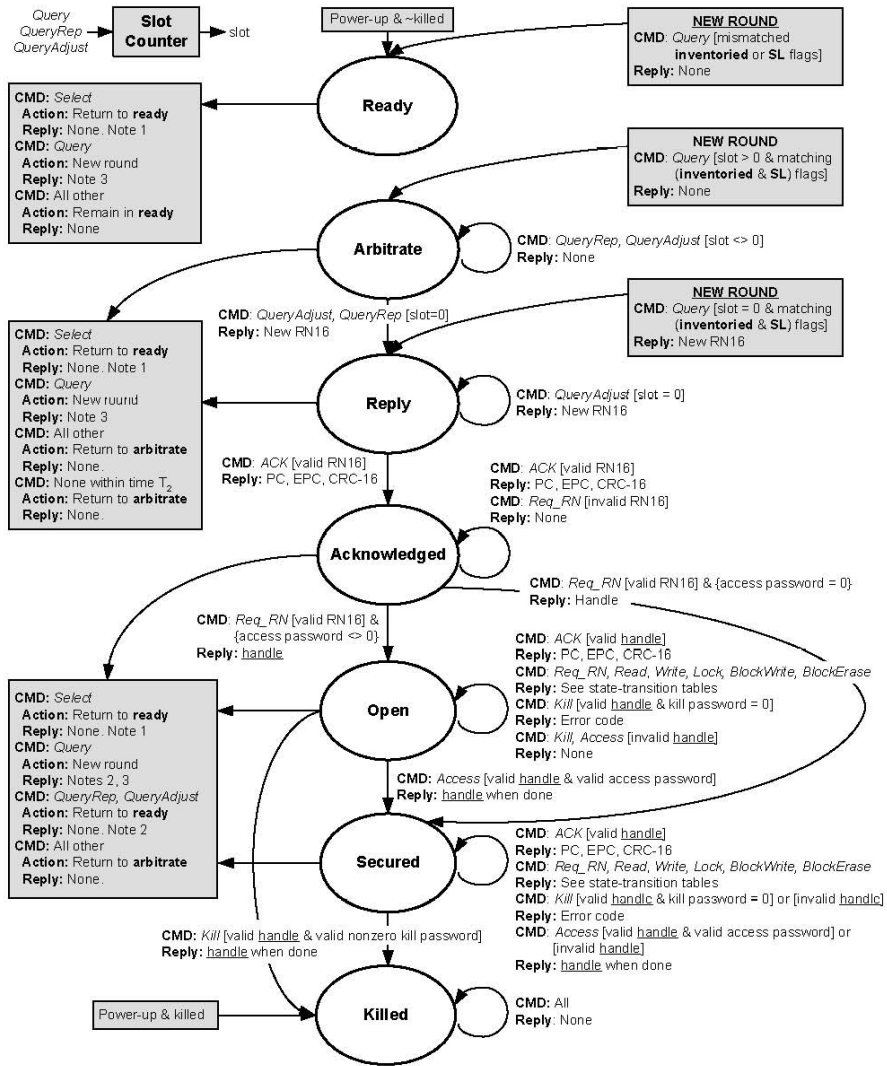 Query
QueryRep
QueryAdjust
Slot
Counter
slot
Power-up & ~killed
NEW ROUND
CMD: Query [mismatched
inventoried or SL flags]
Reply: None
Ready
CMD: Select
Action: Return to ready
Reply: None. Note 1
CMD: Query
Action: New round
Reply: Note 3
CMD: All other
Action: Remain in ready
Reply: None
NEW ROUND
CMD: Query [slot > 0 & matching
(inventoried & SL) flags]
Reply: None
Arbitrate
CMD: QueryRep, QueryAdjust [slot <> 0]
Reply: None
CMD: QueryAdjust, QueryRep [slot=0]
Reply: New RN16
NEW ROUND
CMD: Query [slot = 0 & matching
(inventoried & SL) flags]
Reply: New RN16
CMD: Select
Action: Return to ready
Reply: None. Note 1
CMD: Query
Action: New round
Reply: Note 3
CMD: All other
Action: Return to arbitrate
Reply: None.
CMD: None within time T2
Action: Return to arbitrate
Reply: None.
Reply
CMD: QueryAdjust [slot = 0]
Reply: New RN16
CMD: ACK [valid RN16]
Reply: PC, EPC, CRC-16
CMD: ACK [valid RN16]
Reply: PC, EPC, CRC-16
CMD: Req_RN [invalid RN16]
Reply: None
Acknowledged
CMD: Req_RN [valid RN16] & {access password = 0}
Reply: Handle
CMD: Req_RN [valid RN16] &
{access password <> 0}
Reply: handle
CMD: ACK [valid handle]
Reply: PC, EPC, CRC-16
CMD: Req_RN, Read, Write, Lock, BlockWrite, BlockErase
Reply: See state-transition tables
CMD: Kill [valid handle & kill password = 0]
Reply: Error code
CMD: Kill, Access [invalid handle]
Reply: None
Open
CMD: Select
Action: Return to ready
Reply: None. Note 1
CMD: Query
Action: New round
Reply: Notes 2, 3
CMD: QueryRep, QueryAdjust
Action: Return to ready
Reply: None. Note 2
CMD: All other
Action: Return to arbitrate
Reply: None.
CMD: Access [valid handle & valid access password]
Reply: handle when done
Secured
CMD: ACK [valid handle]
Reply: PC, EPC, CRC-16
CMD: Req_RN, Read, Write, Lock, BlockWrite, BlockErase
Reply: See state-transition tables
CMD: Kill [valid handle & kill password = 0] or [invalid handle]
Reply: Error code
CMD: Access [valid handle & valid access password] or
[invalid handle]
Reply: handle when done
CMD: Kill [valid handle & valid nonzero kill password]
Reply: handle when done
Power-up & killed
Killed
CMD: All
Reply: None